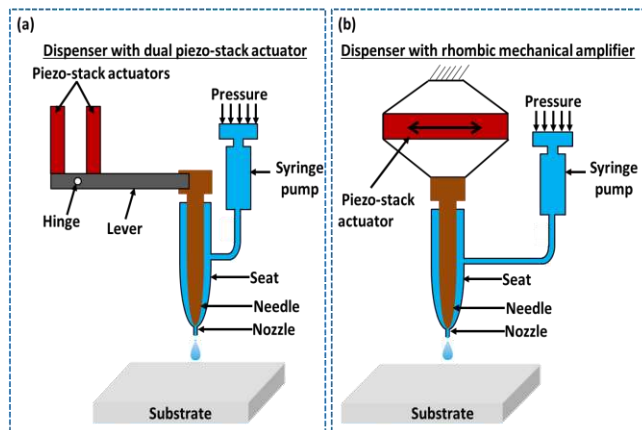 (a)
Dispenser with dual piezo-stack actuator
Piezo-stack actuators
Pressure
Syringe
pump
Hinge
Lever
Seat
Needle
Nozzle
Substrate
(b)
Dispenser with rhombic mechanical amplifier
Pressure
Syringe
pump
Piezo-stack
actuator
Seat
Needle
Nozzle
Substrate